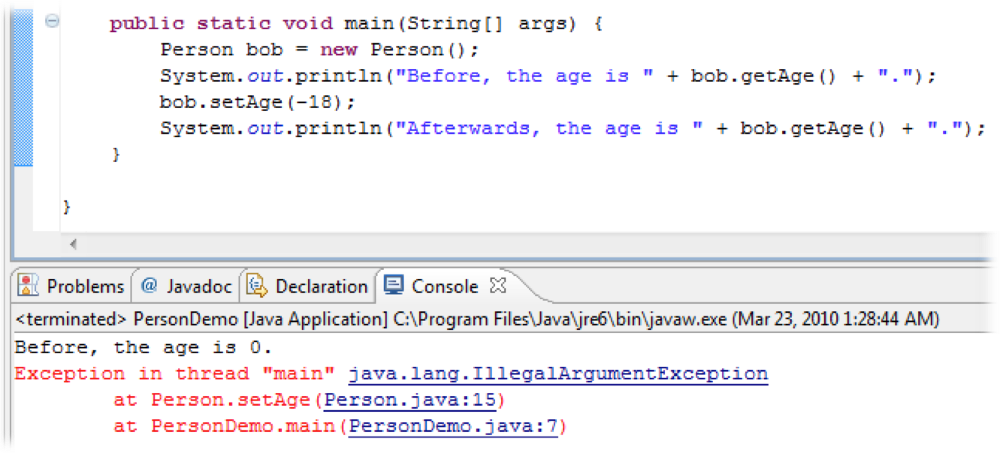 public static void main(String[] args) {
Person bob = new Person();
System.out.println("Before, the age is " + bob.getAge() + ".");
bob.setAge(-18);
System.out.println("Afterwards, the age is " + bob.getAge() + ".");
}
}
Problems @ Javadoc Declaration Console
<terminated> PersonDemo [Java Application] C:\Program Files\Java\jre6\bin\javaw.exe (Mar 23, 2010 1:28:44 AM)
Before, the age is 0.
Exception in thread "main" java.lang.IllegalArgumentException
at Person.setAge(Person.java:15)
at PersonDemo.main(PersonDemo.java:7)